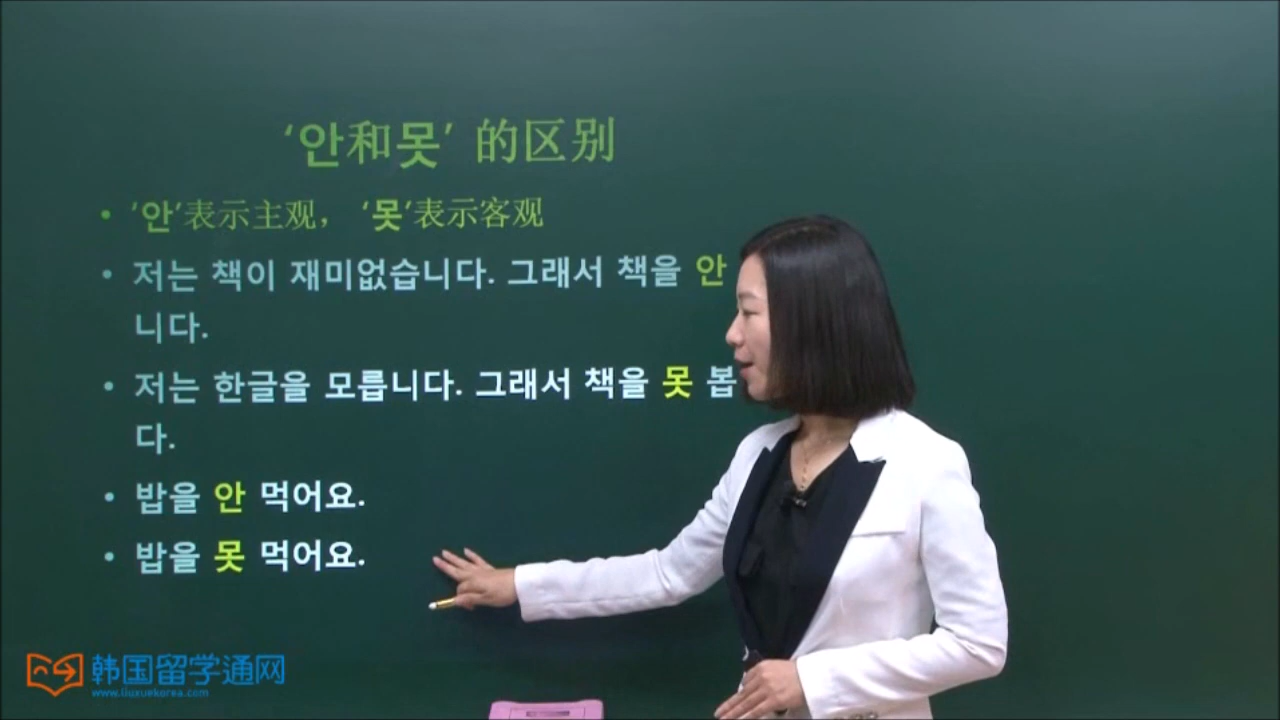 ‘안和못’ 的区别
• ‘안’表示主观， ‘못’表示客观
• 저는 책이 재미없습니다. 그래서 책을 안
니다.
• 저는 한글을 모릅니다. 그래서 책을 못 봅
다.
• 밥을 안 먹어요.
• 밥을 못 먹어요.
韩国留学通网
www.liuxuekorea.com